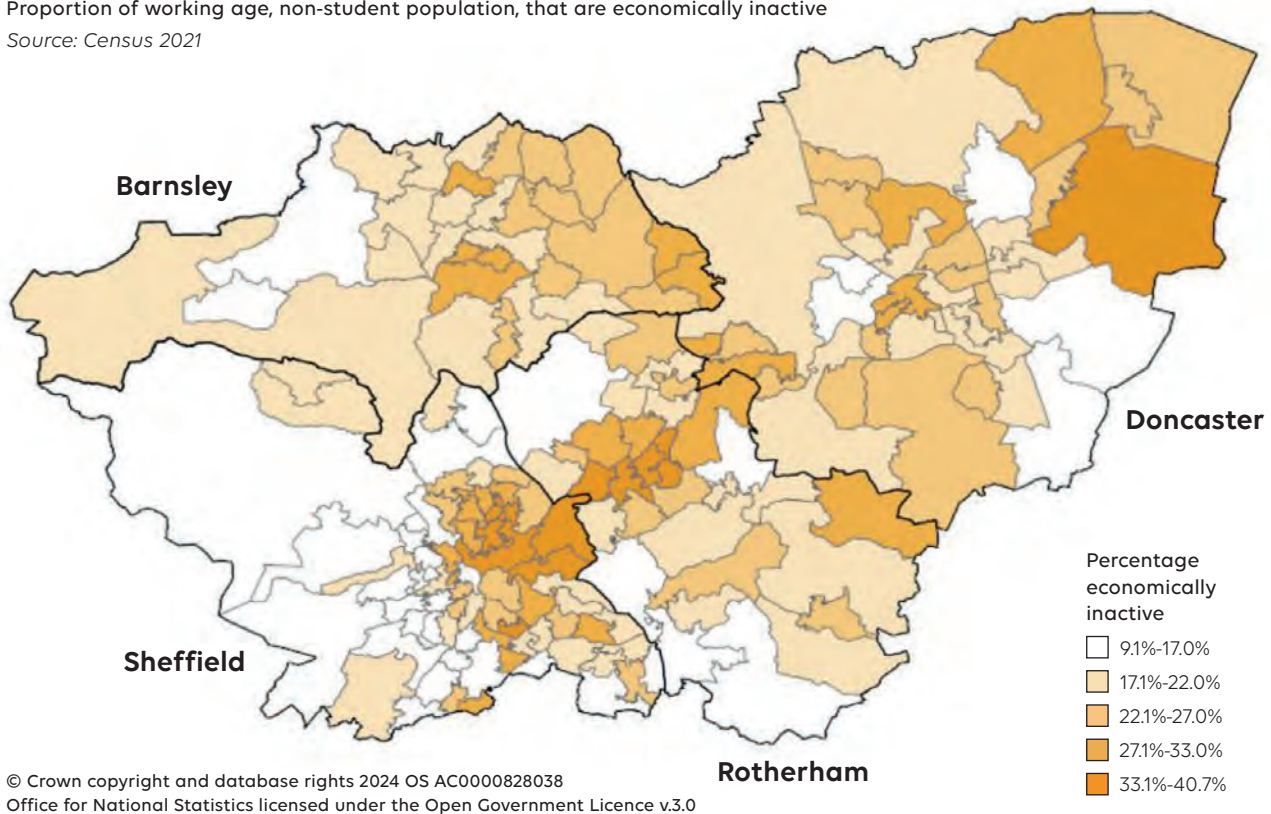 Proportion of working age, non-student population, that are economically inactive
Source: Census 2021
Barnsley
Doncaster
Sheffield
Rotherham
Percentage
economically
inactive
9.1%-17.0%
17.1%-22.0%
22.1%-27.0%
27.1%-33.0%
33.1%-40.7%
© Crown copyright and database rights 2024 OS AC0000828038
Office for National Statistics licensed under the Open Government Licence v.3.0